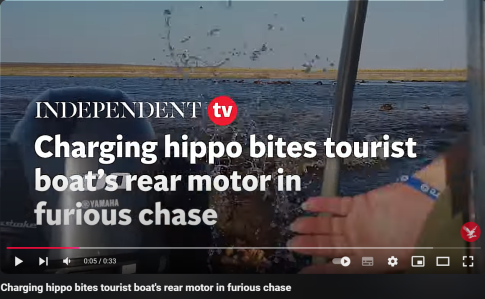 INDEPENDENT tv
Charging hippo bites tourist
boat's rear motor in
furious chase
YAMAHA
0:05 / 0:33
Charging hippo bites tourist boat's rear motor in furious chase